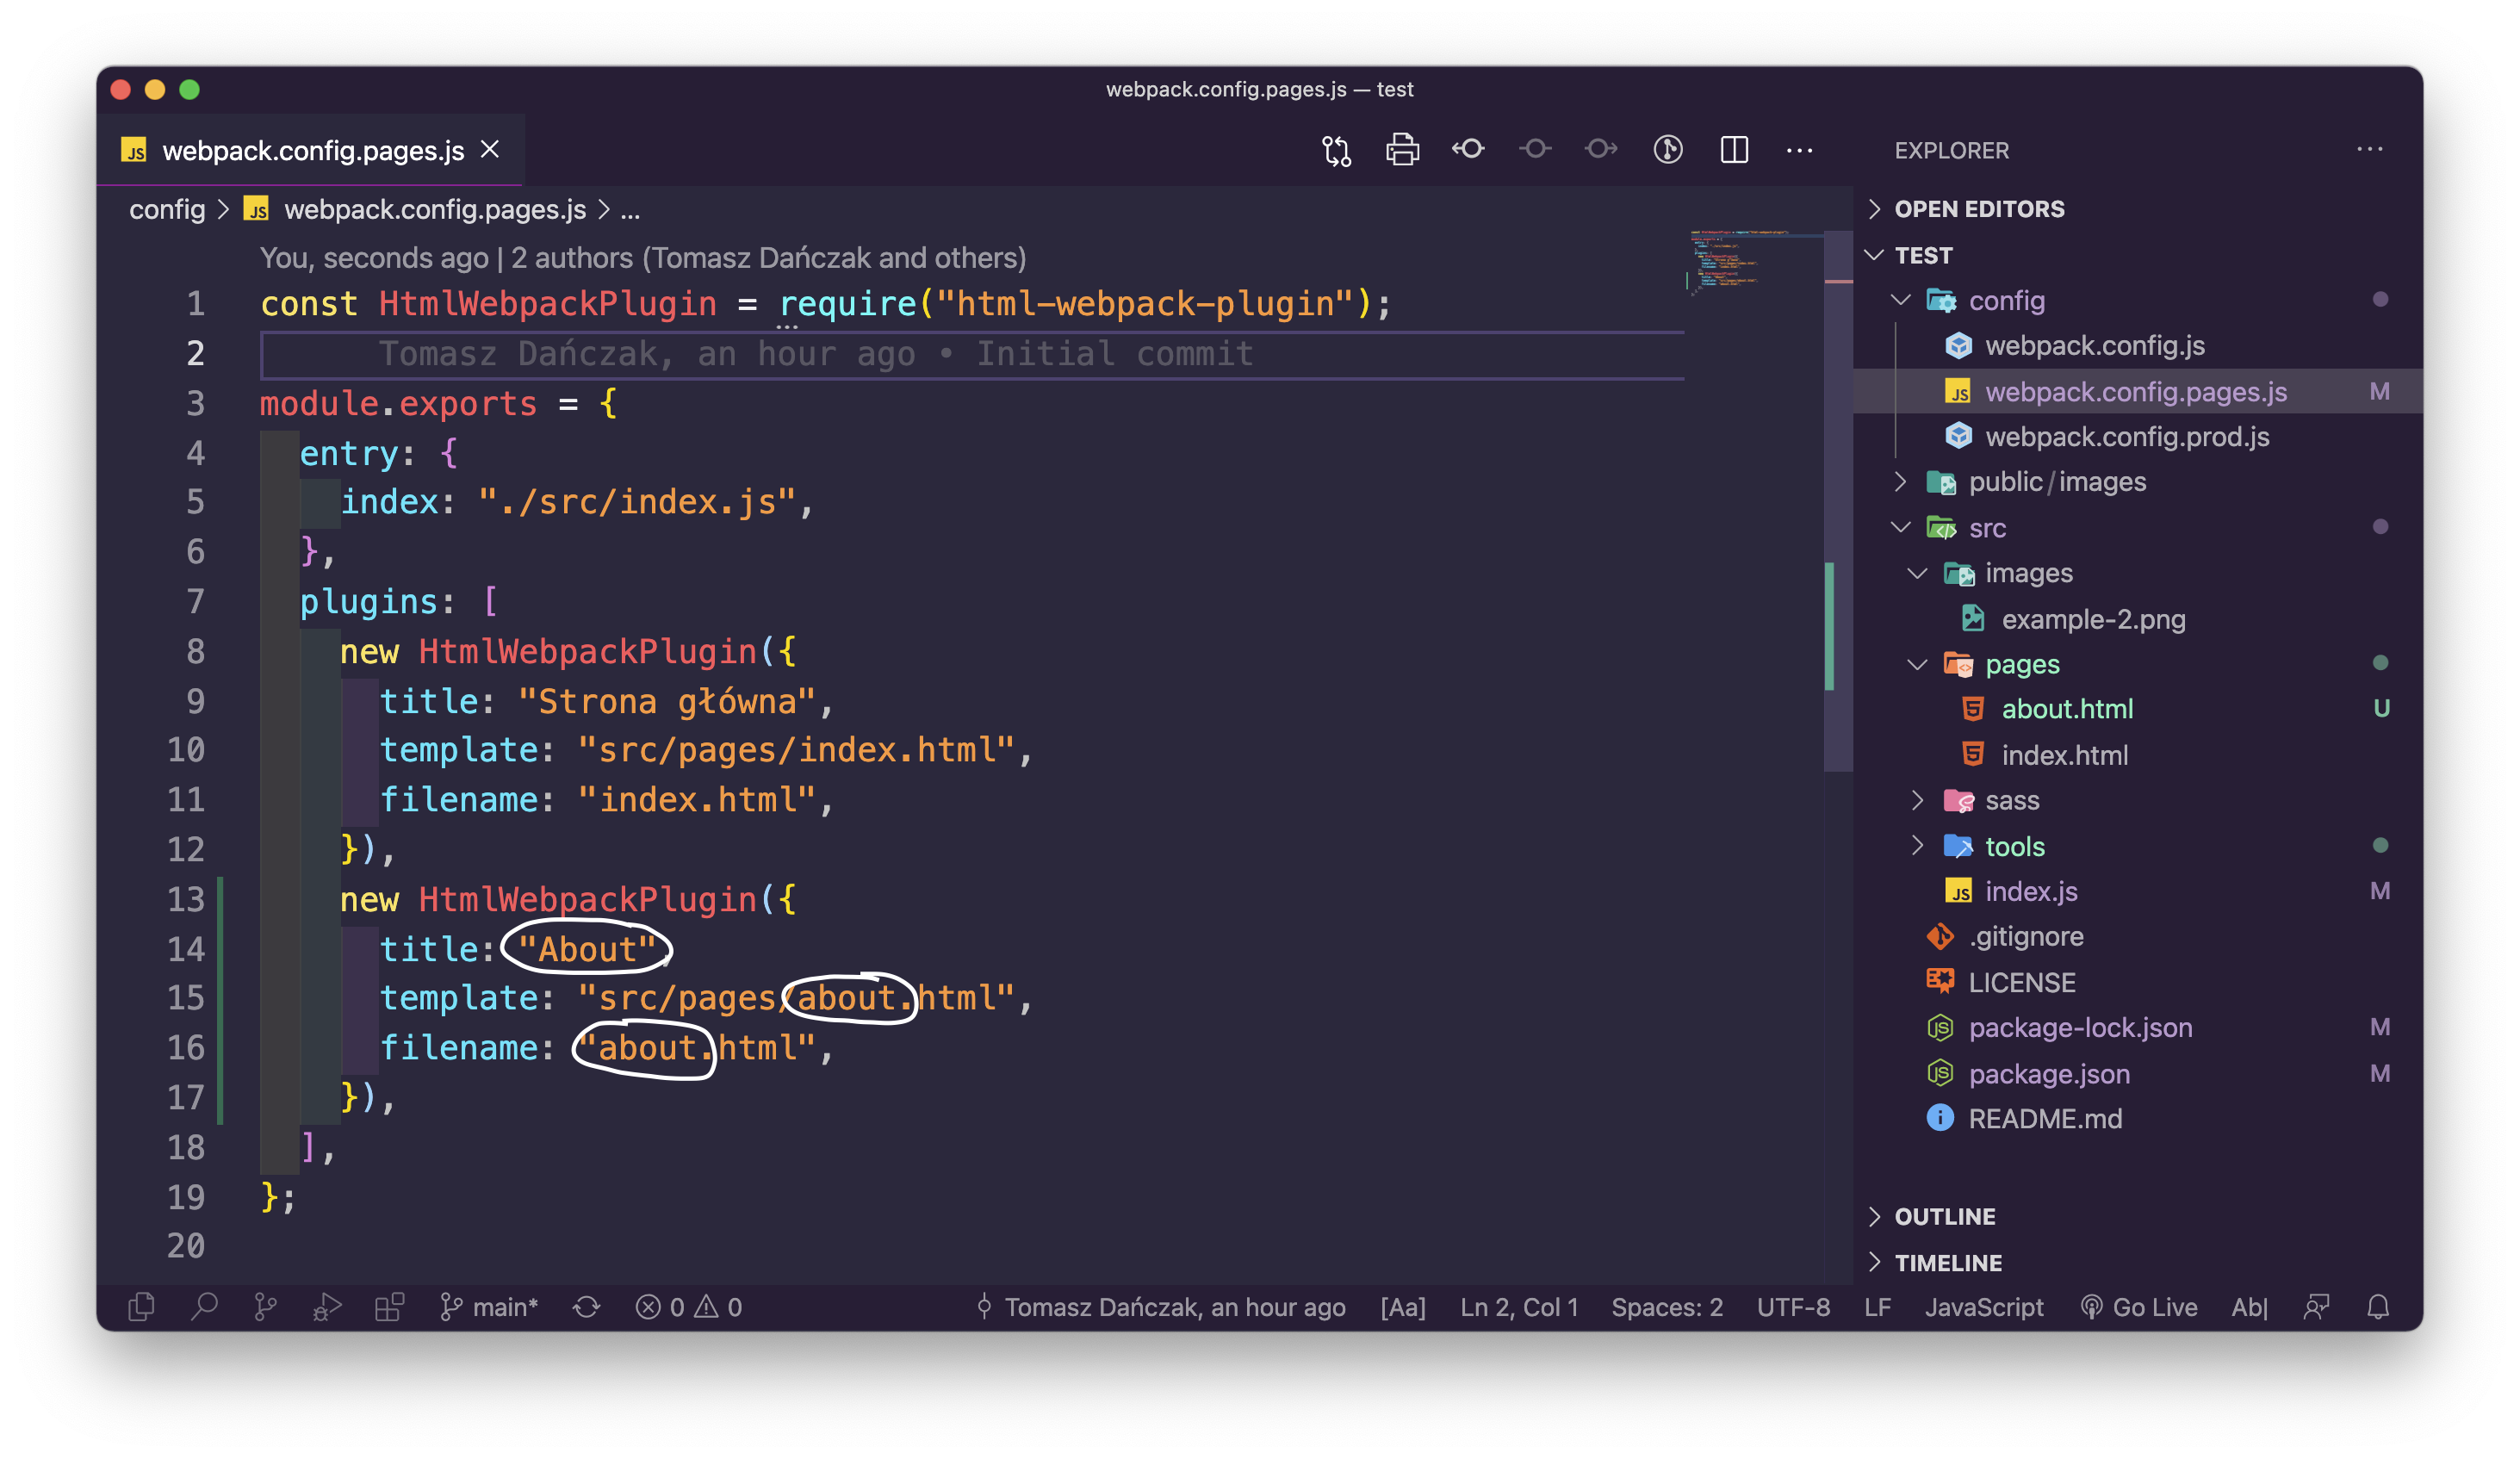 webpack.config.pages.js — test
JS webpack.config.pages.js
config > JS webpack.config.pages.js > ...
You, seconds ago | 2 authors (Tomasz Dańczak and others)
1 const HtmlWebpackPlugin = require("html-webpack-plugin");
2 Tomasz Dańczak, an hour ago • Initial commit
3 module.exports = {
4 entry: {
5 index: "./src/index.js",
6 },
7 plugins: [
8 new HtmlWebpackPlugin({
9 title: "Strona główna",
10 template: "src/pages/index.html",
11 filename: "index.html",
12 }),
13 new HtmlWebpackPlugin({
14 title: "About",
15 template: "src/pages/about.html",
16 filename: "about.html",
17 }),
18 ],
19 };
20
EXPLORER
OPEN EDITORS
TEST
config
webpack.config.js
JS webpack.config.pages.js M
webpack.config.prod.js
public/images
src
images
example-2.png
pages
about.html U
index.html
sass
tools
JS index.js M
.gitignore
LICENSE
package-lock.json M
package.json M
README.md
OUTLINE
TIMELINE
main* 0 0 Tomasz Dańczak, an hour ago [Aa] Ln 2, Col 1 Spaces: 2 UTF-8 LF JavaScript Go Live Ab|